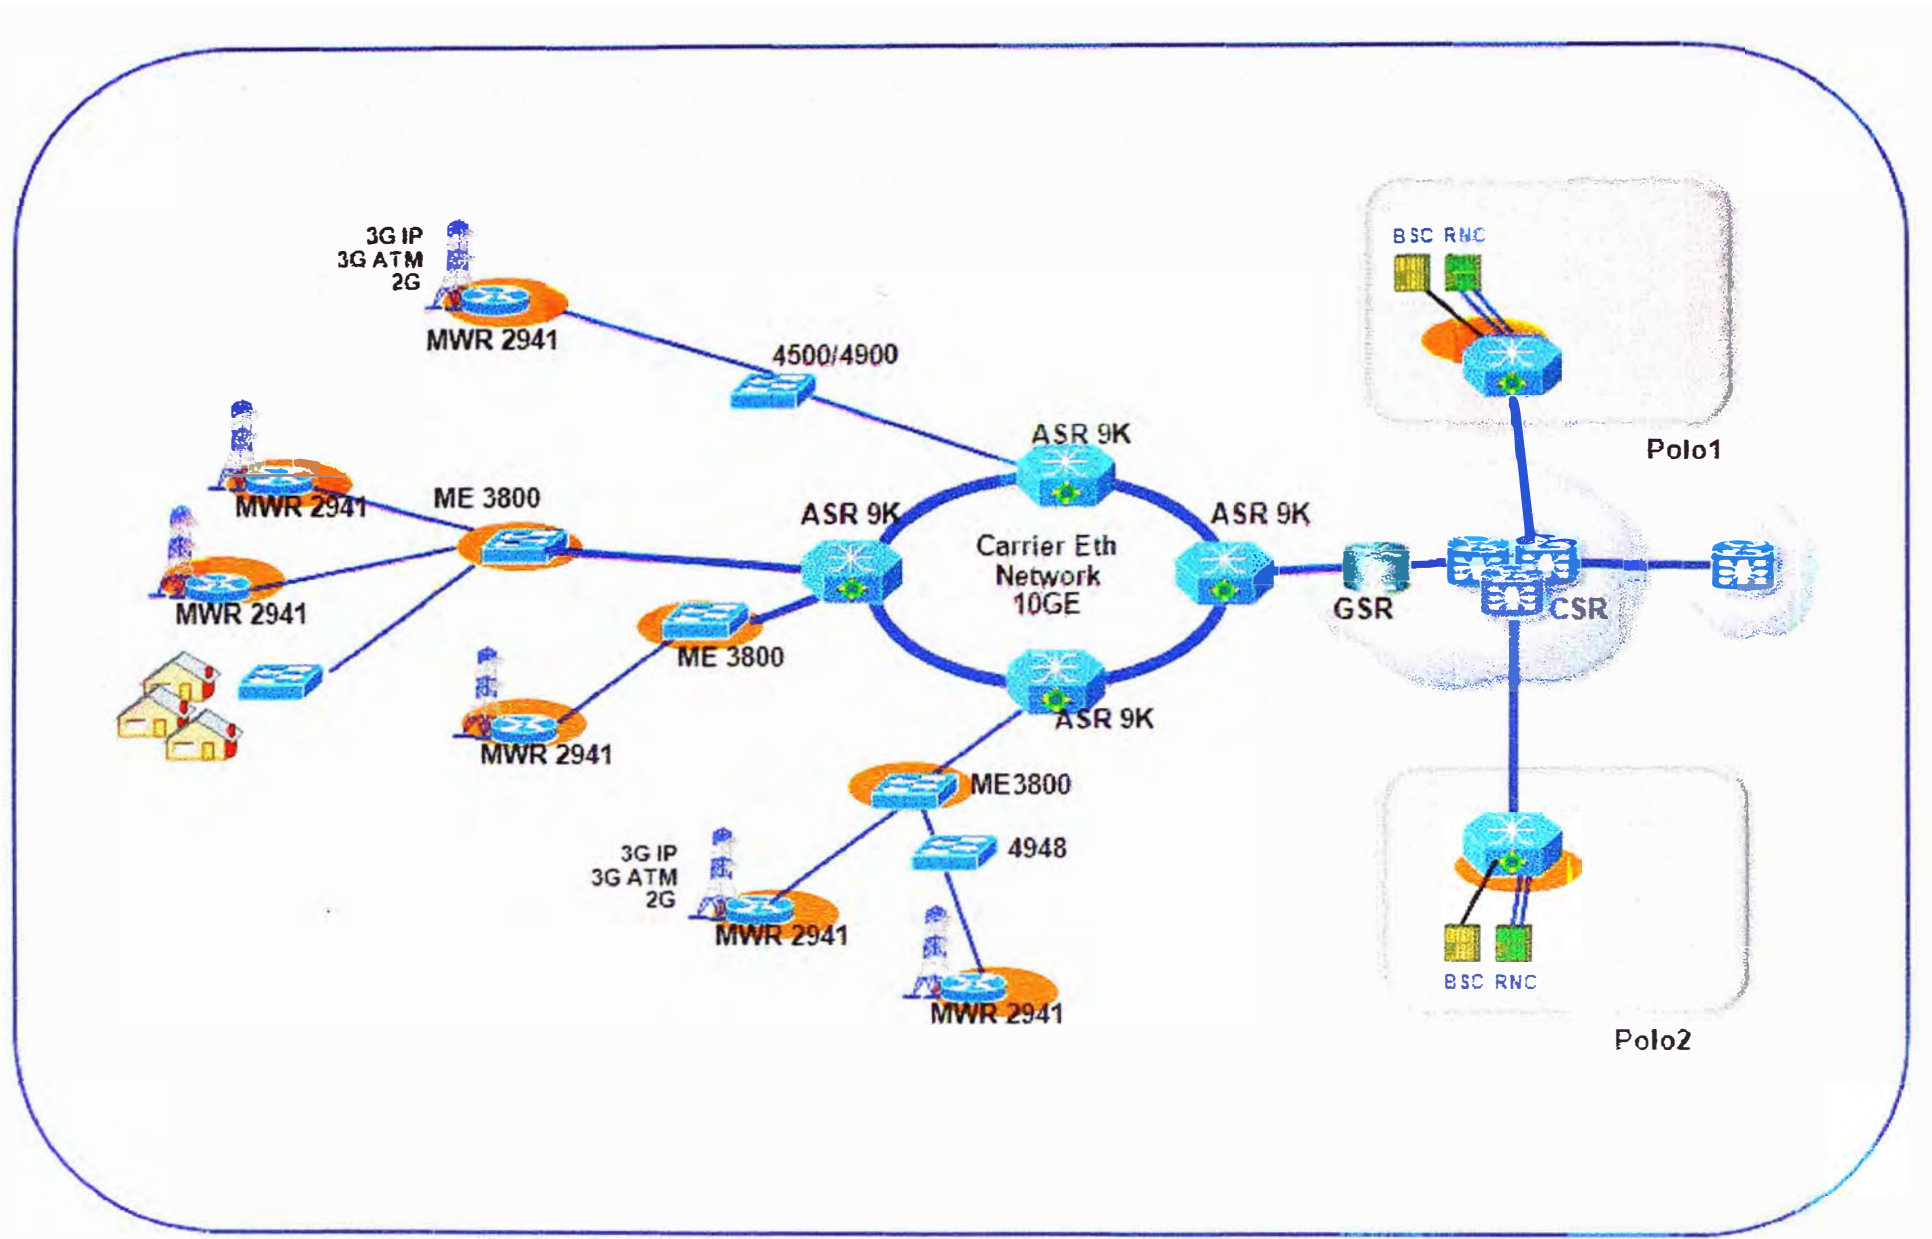 3G IP
3G ATM
2G
MWR 2941
4500/4900
BSC RNC
Polo1
ASR 9K
MWR 2941
ME 3800
ASR 9K
ASR 9K
Carrier Eth
Network
10GE
MWR 2941
GSR
CSR
ME 3800
MWR 2941
ASR 9K
ME3800
3G IP
3G ATM
2G
4948
MWR 2941
MWR 2941
BSC RNC
Polo2